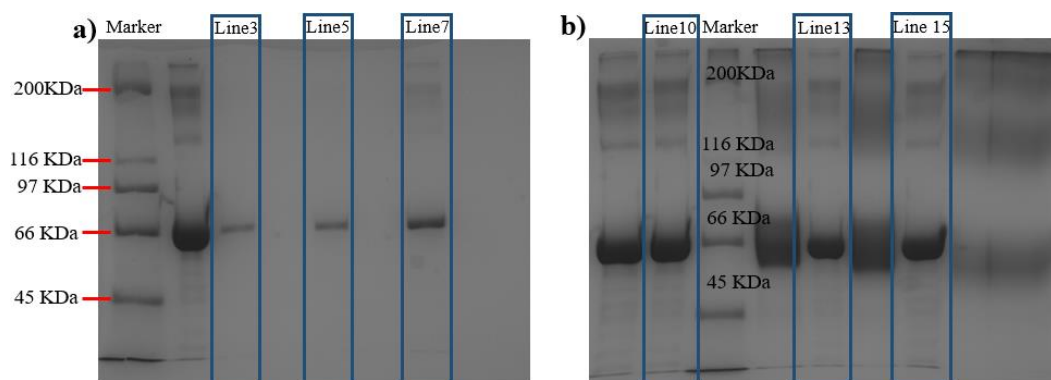 a)
Marker
Line3
Line5
Line7
200KDa
116 KDa
97 KDa
66 KDa
45 KDa
b)
Line10
Marker
Line13
Line 15
200KDa
116 KDa
97 KDa
66 KDa
45 KDa